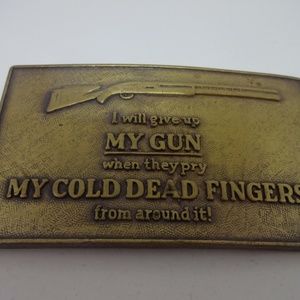 I will give up
MY GUN
when they pry
MY COLD DEAD FINGERS
from around it!